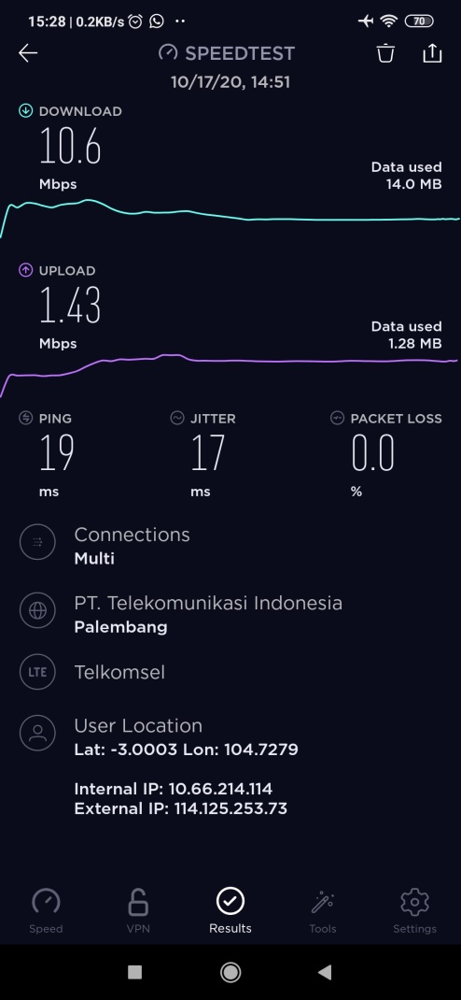 15:28 | 0.2KB/s
70
SPEEDTEST
10/17/20, 14:51
DOWNLOAD
10.6
Mbps
Data used
14.0 MB
UPLOAD
1.43
Mbps
Data used
1.28 MB
PING
JITTER
PACKET LOSS
19
17
0.0
ms
ms
%
Connections
Multi
PT. Telekomunikasi Indonesia
Palembang
LTE
Telkomsel
User Location
Lat: -3.0003 Lon: 104.7279
Internal IP: 10.66.214.114
External IP: 114.125.253.73
Speed
VPN
Results
Tools
Settings